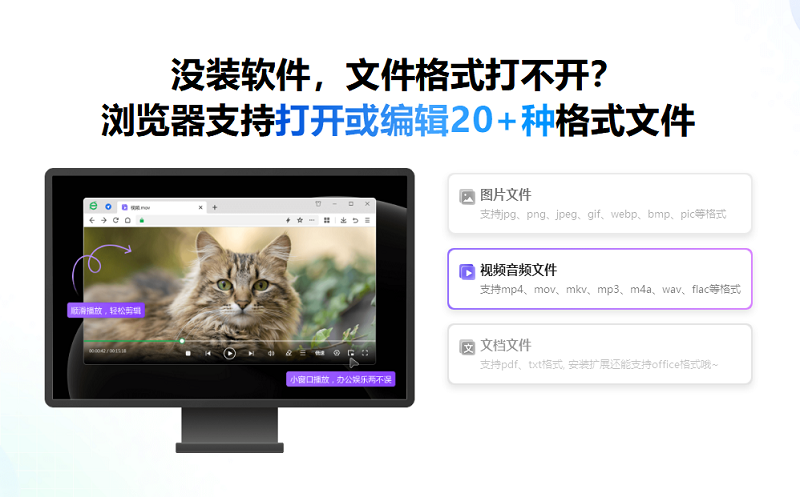 没装软件，文件格式打不开？
浏览器支持打开或编辑20+种格式文件
视频.mov
顺滑播放，轻松剪辑
00:00:42 / 00:15:28
倍速
小窗口播放，办公娱乐两不误
图片文件
支持jpg、png、jpeg、gif、webp、bmp、pic等格式
视频音频文件
支持mp4、mov、mkv、mp3、m4a、wav、flac等格式
文档文件
支持pdf、txt格式, 安装扩展还能支持office格式哦~